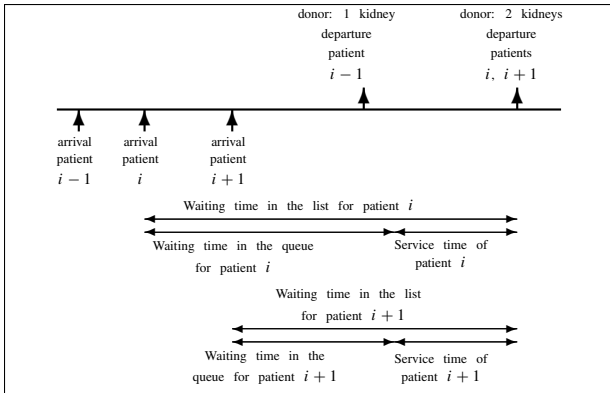 donor: 1 kidney
departure
patient
i − 1
donor: 2 kidneys
departure
patients
i, i + 1
arrival
patient
i − 1
arrival
patient
i
arrival
patient
i + 1
Waiting time in the list for patient i
Waiting time in the queue
for patient i
Service time of
patient i
Waiting time in the list
for patient i + 1
Waiting time in the
queue for patient i + 1
Service time of
patient i + 1